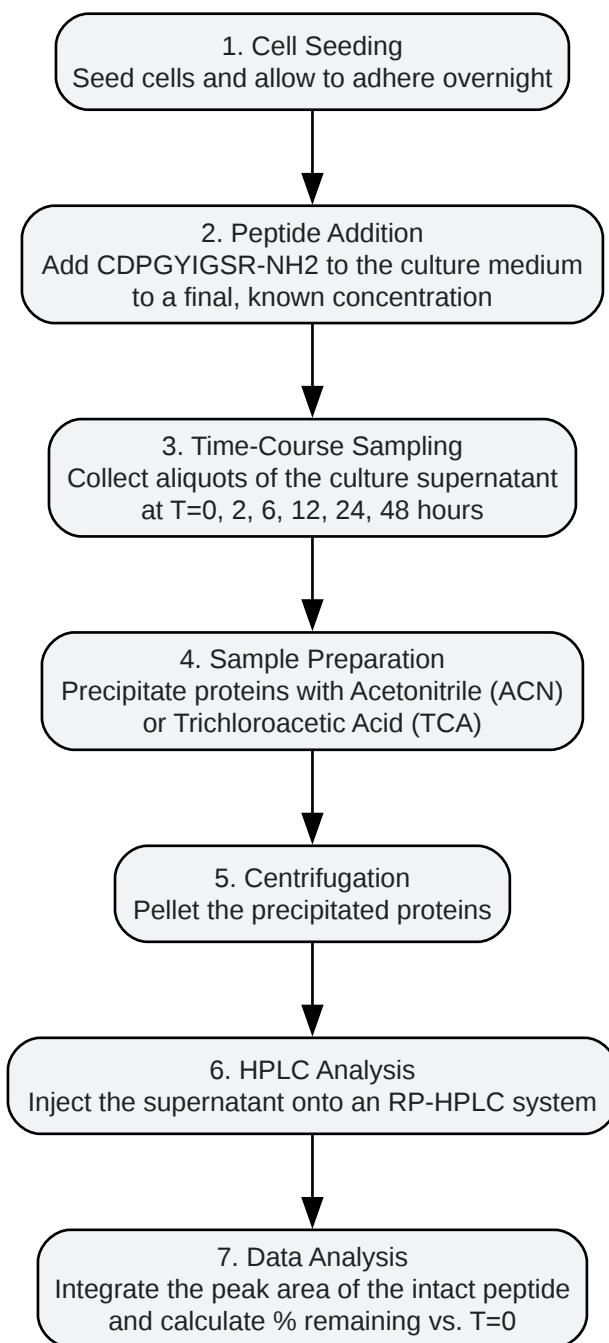 1. Cell Seeding
Seed cells and allow to adhere overnight
2. Peptide Addition
Add CDPGYIGSR-NH2 to the culture medium
to a final, known concentration
3. Time-Course Sampling
Collect aliquots of the culture supernatant
at T=0, 2, 6, 12, 24, 48 hours
4. Sample Preparation
Precipitate proteins with Acetonitrile (ACN)
or Trichloroacetic Acid (TCA)
5. Centrifugation
Pellet the precipitated proteins
6. HPLC Analysis
Inject the supernatant onto an RP-HPLC system
7. Data Analysis
Integrate the peak area of the intact peptide
and calculate % remaining vs. T=0